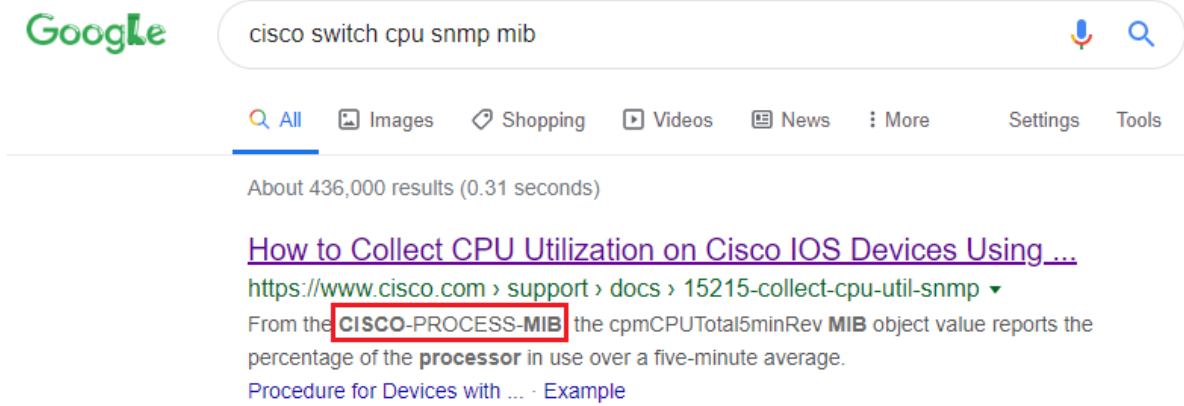 Google
cisco switch cpu snmp mib
All Images Shopping Videos News More Settings Tools
About 436,000 results (0.31 seconds)
How to Collect CPU Utilization on Cisco IOS Devices Using ...
https://www.cisco.com › support › docs › 15215-collect-cpu-util-snmp
From the CISCO-PROCESS-MIB, the cpmCPUTotal5minRev MIB object value reports the
percentage of the processor in use over a five-minute average.
Procedure for Devices with ... · Example